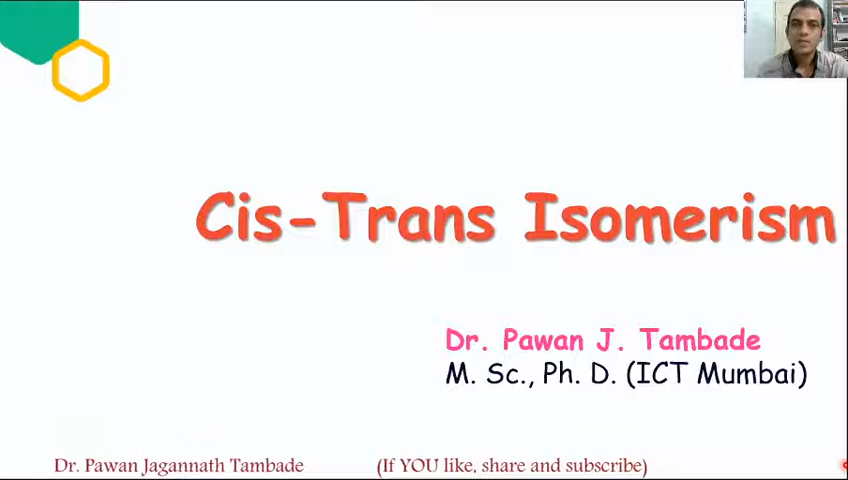 Cis-Trans Isomerism
Dr. Pawan J. Tambade
M. Sc., Ph. D. (ICT Mumbai)
Dr. Pawan Jagannath Tambade (If YOU like, share and subscribe)